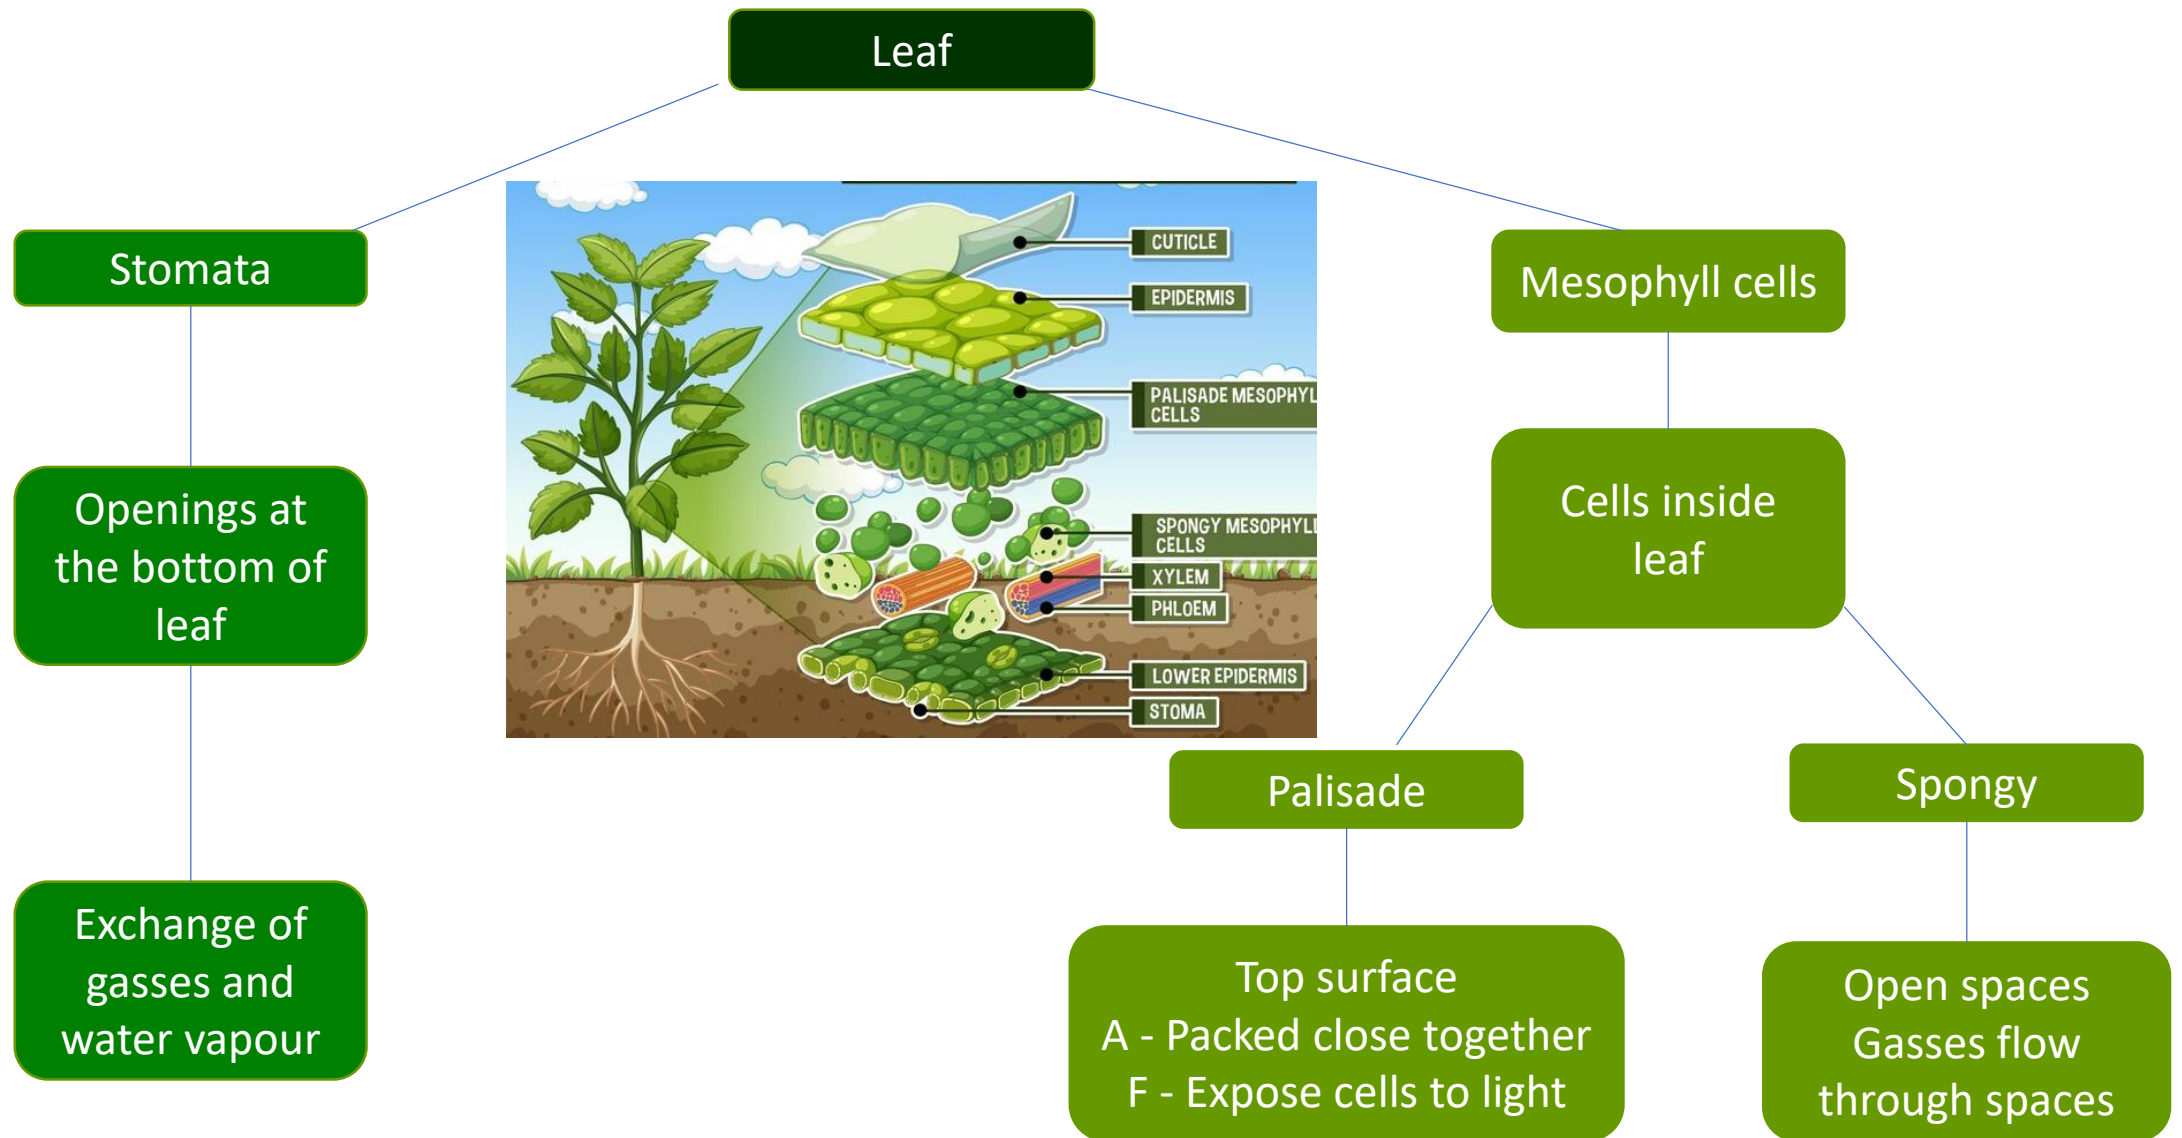 Leaf
Stomata
Openings at
the bottom of
leaf
Exchange of
gasses and
water vapour
CUTICLE
EPIDERMIS
PALISADE MESOPHYL
CELLS
SPONGY MESOPHYLL
CELLS
XYLEM
PHLOEM
LOWER EPIDERMIS
STOMA
Mesophyll cells
Cells inside
leaf
Palisade
Top surface
A - Packed close together
F - Expose cells to light
Spongy
Open spaces
Gasses flow
through spaces